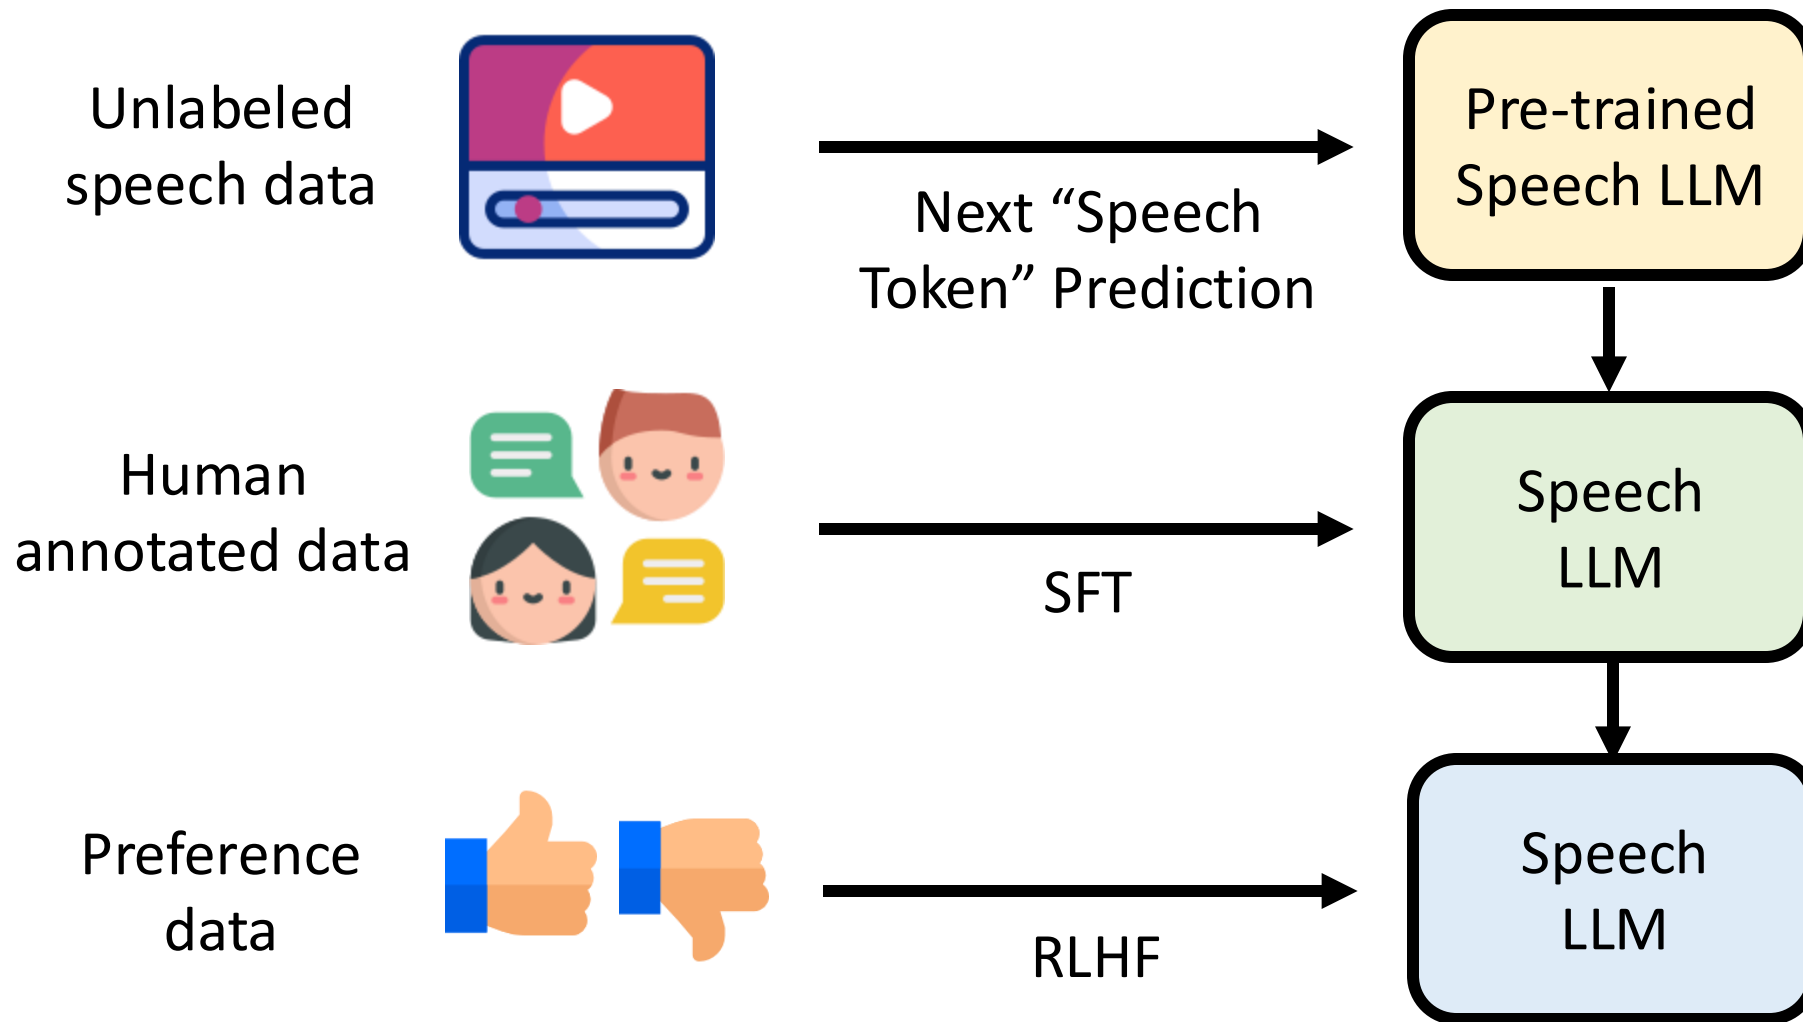 Unlabeled
speech data
Next “Speech
Token” Prediction
Pre-trained
Speech LLM
Human
annotated data
SFT
Speech
LLM
Preference
data
RLHF
Speech
LLM